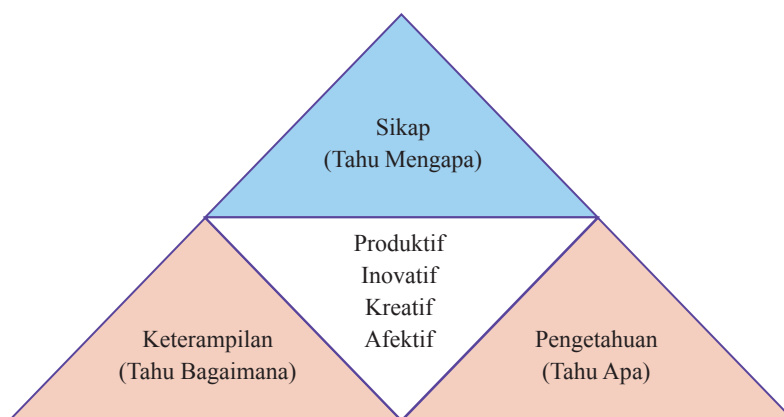 Sikap
(Tahu Mengapa)
Produktif
Inovatif
Kreatif
Afektif
Keterampilan
(Tahu Bagaimana)
Pengetahuan
(Tahu Apa)